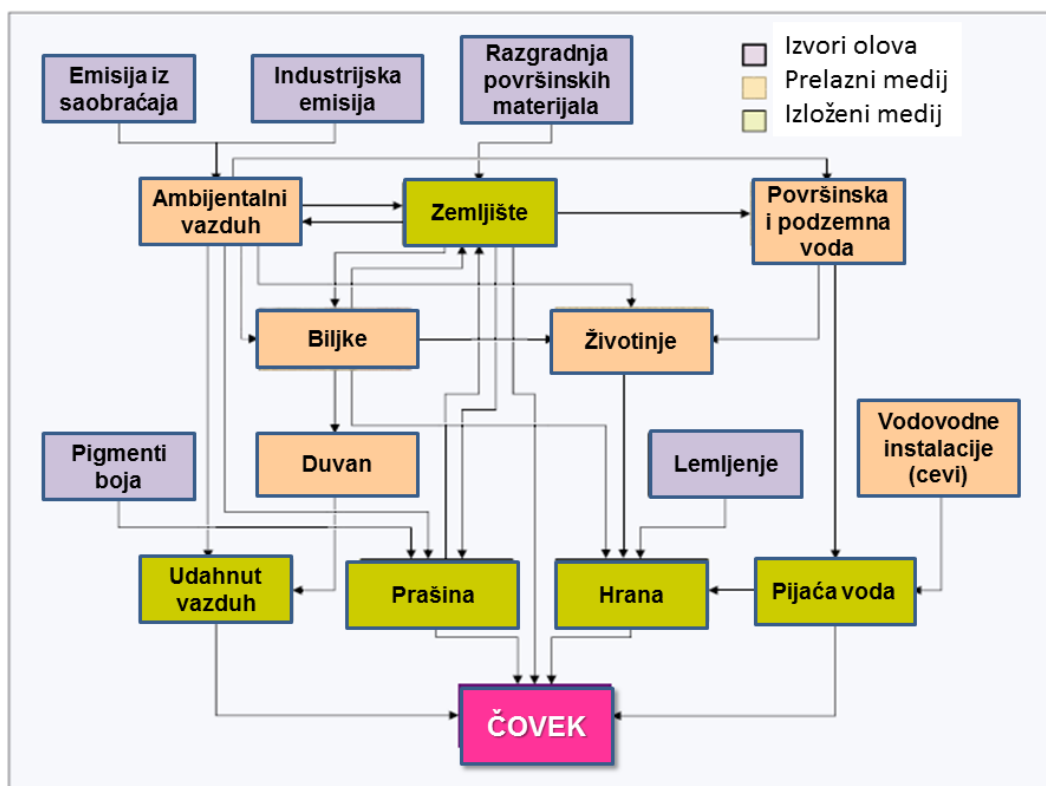 Emisija iz
saobraćaja
Industrijska
emisija
Razgradnja
površinskih
materijala
Izvori olova
Prelazni medij
Izloženi medij
Ambijentalni
vazduh
Zemljište
Površinska
i podzemna
voda
Biljke
Životinje
Pigmenti
boja
Duvan
Lemljenje
Vodovodne
instalacije
(cevi)
Udahnut
vazduh
Prašina
Hrana
Pijaća voda
ČOVEK